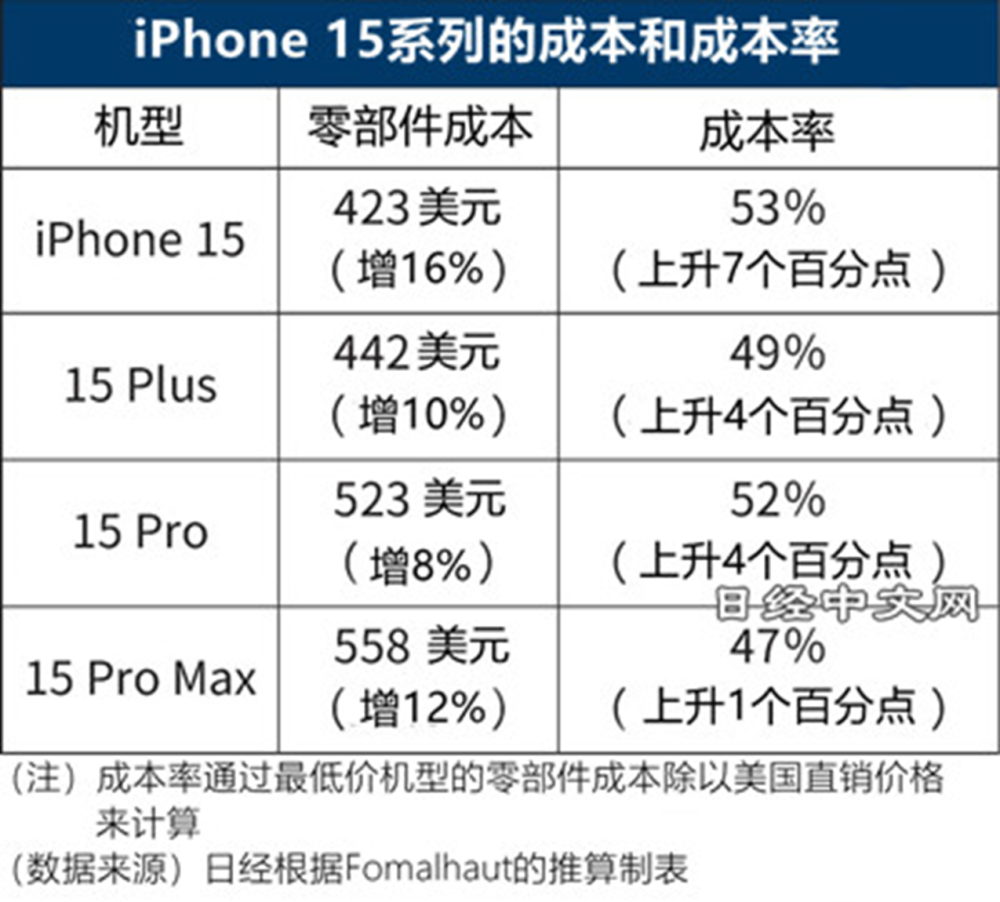 iPhone 15系列的成本和成本率
机型 零部件成本 成本率
iPhone 15
423 美元
（增16%）
53%
（上升7个百分点）
15 Plus
442 美元
（增10%）
49%
（上升4个百分点）
15 Pro
523 美元
（增8%）
52%
（上升4个百分点）
日经中文网
15 Pro Max
558 美元
（增12%）
47%
（上升1个百分点）
（注）成本率通过最低价机型的零部件成本除以美国直销价格
来计算
（数据来源）日经根据Fomalhaut的推算制表